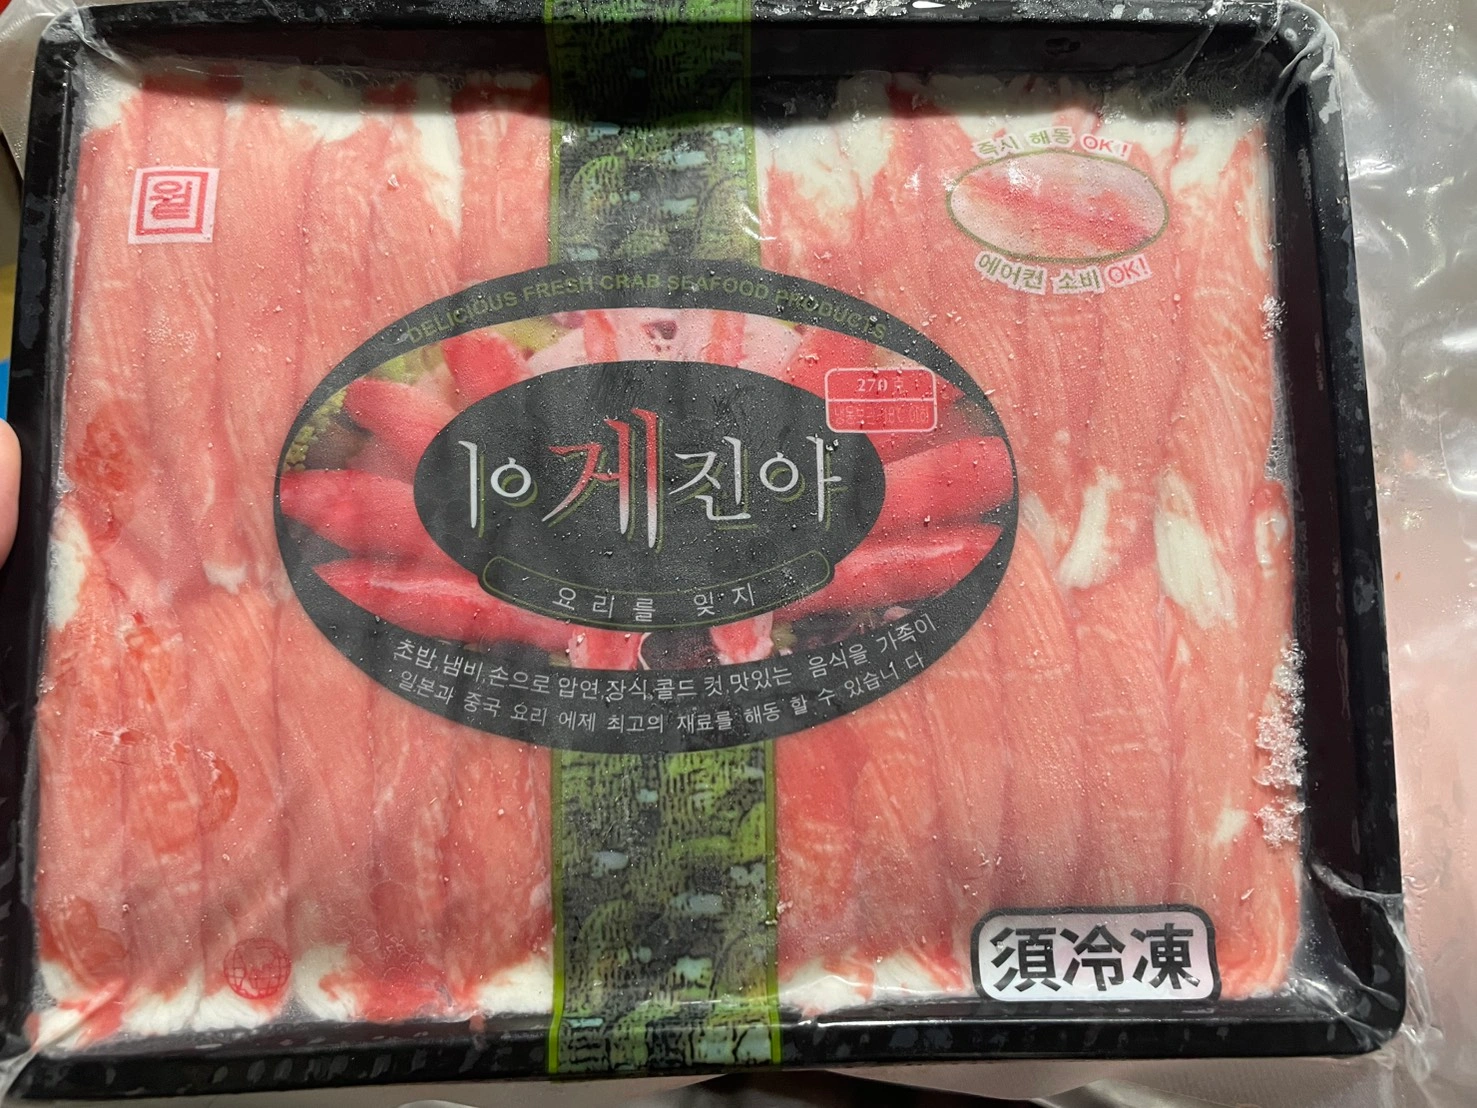 월
즉시 해동 OK!
에어컨 소비 OK!
DELICIOUS FRESH CRAB SEAFOOD PRODUCTS
270
게진아
요리를 잊지
초밥,냄비,손으로 압연,장식,콜드 컷,맛있는 음식을 가족이
일본과 중국 요리 에제 최고의 재료를 해동 할 수 있습니다
須冷凍